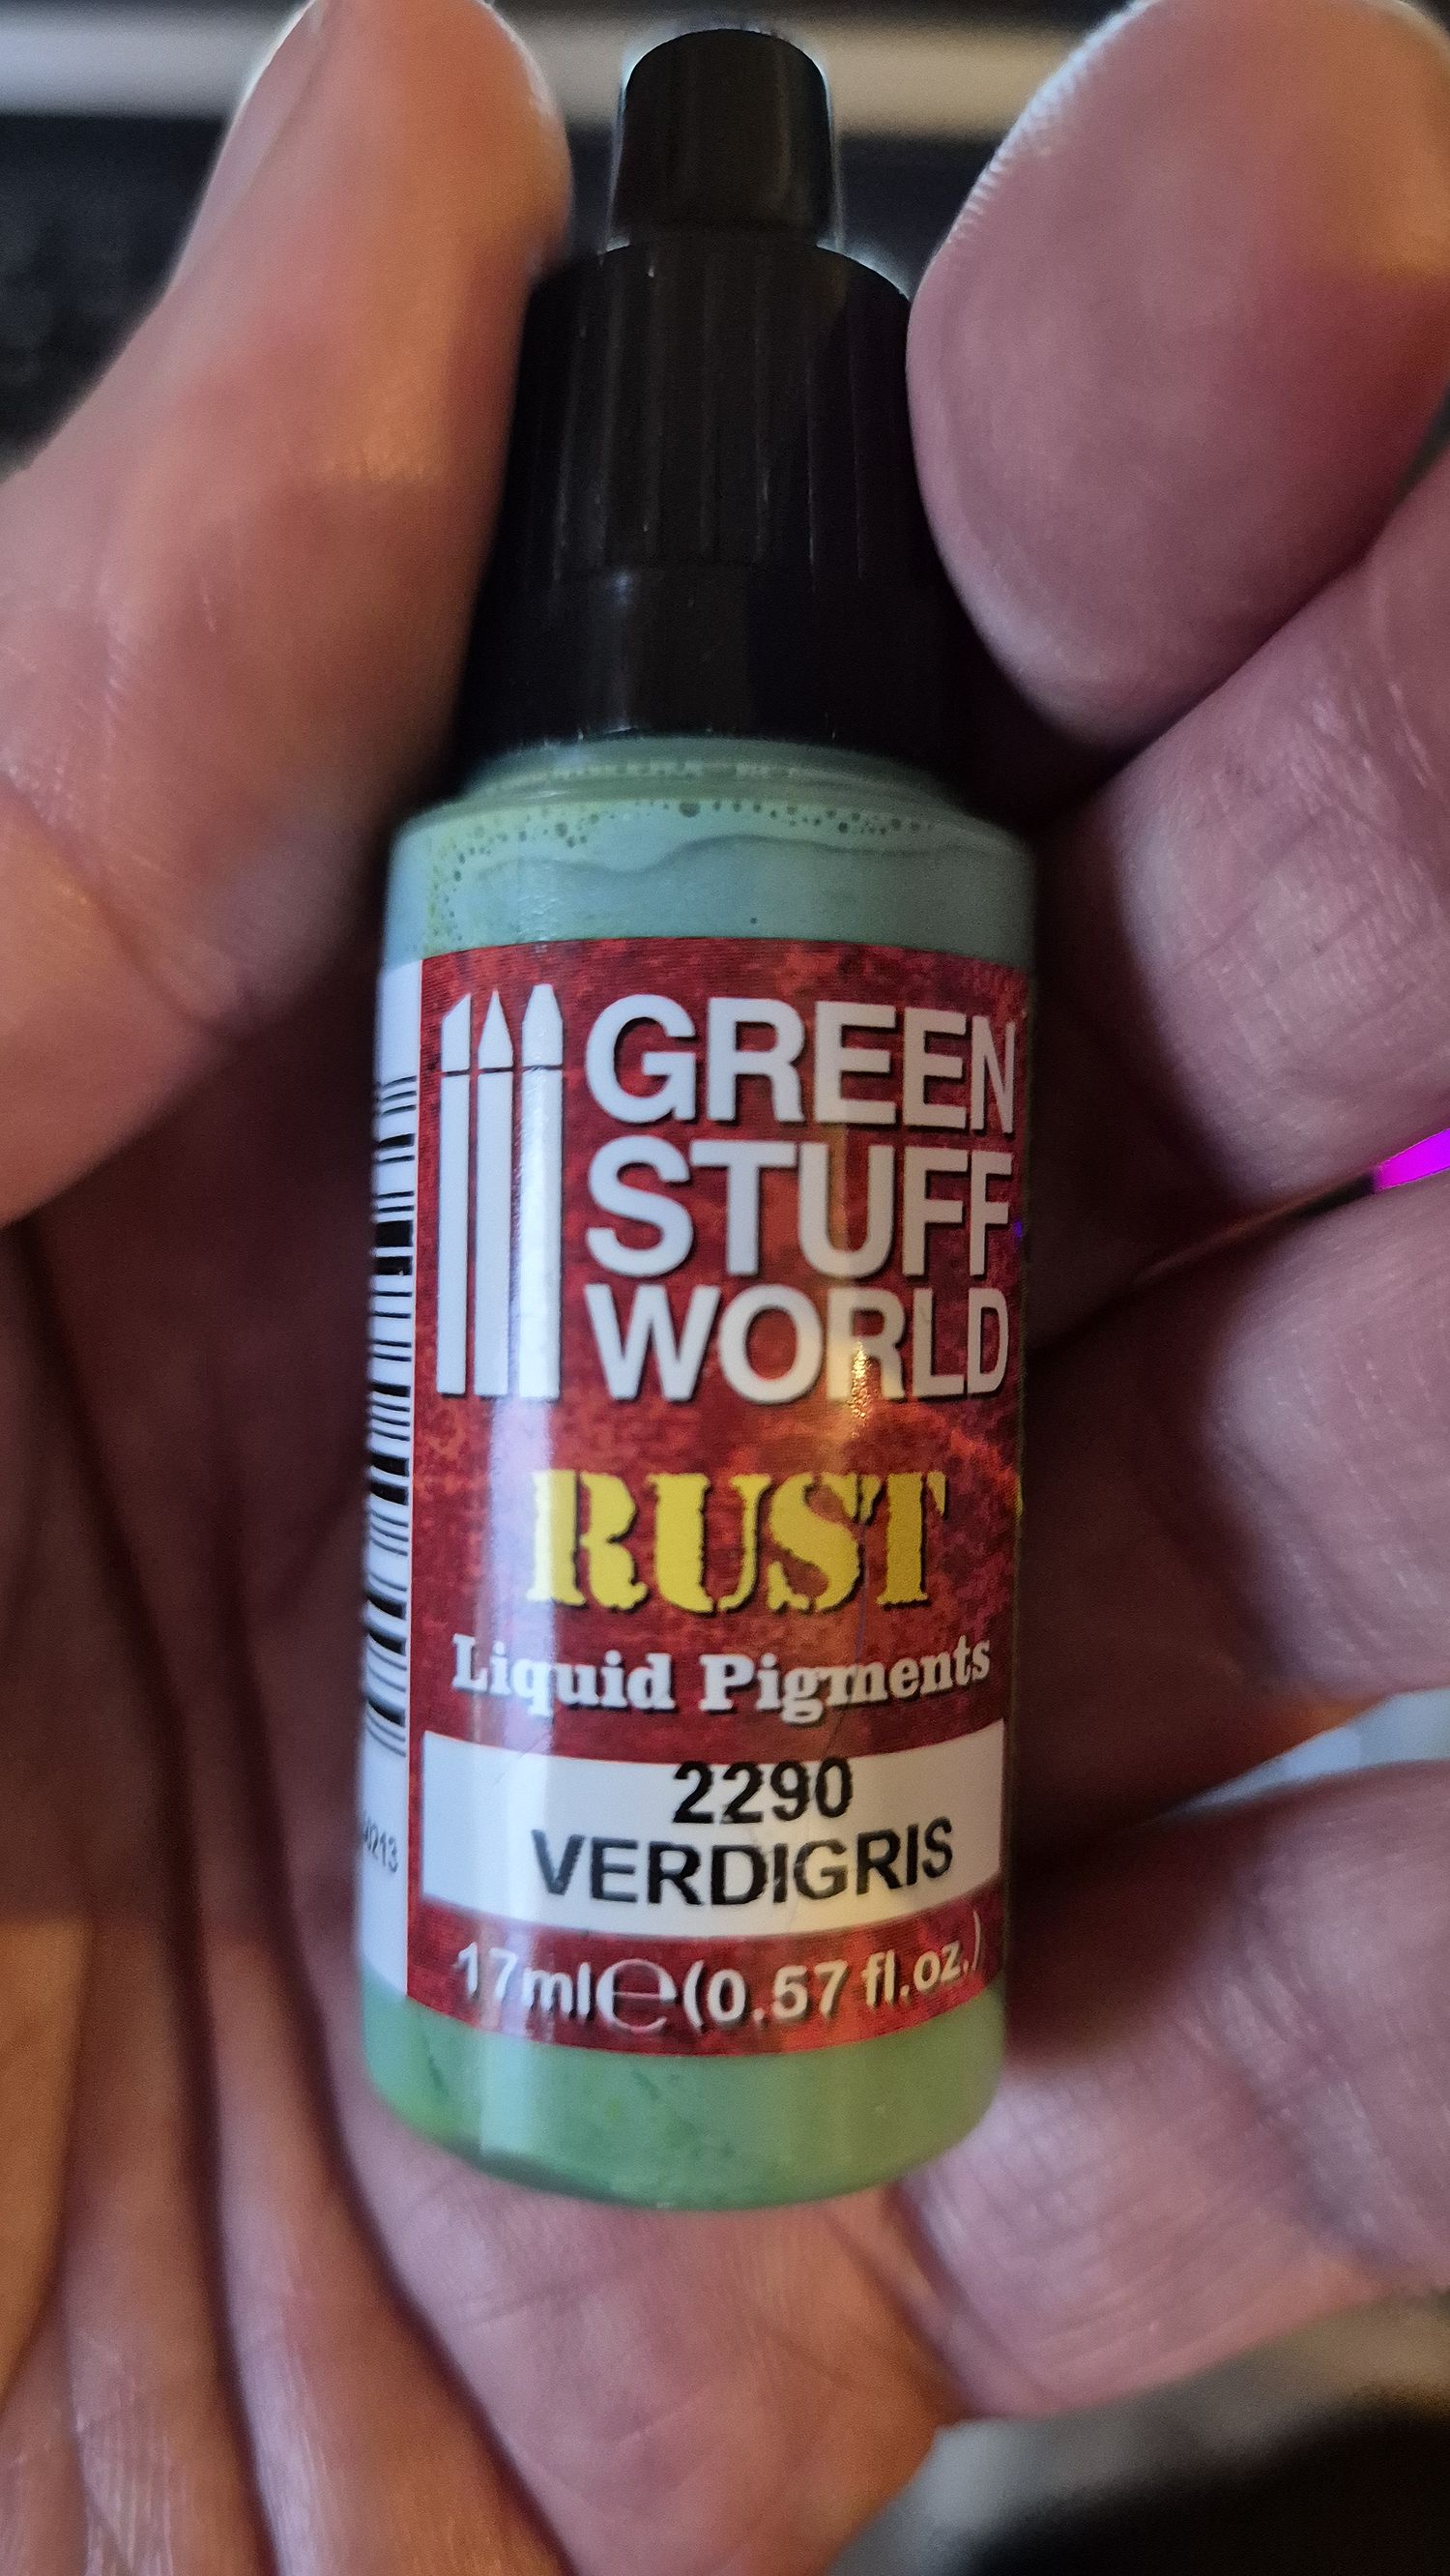 GREEN
STUFF
WORLD
RUST
Liquid Pigments
2290
VERDIGRIS
17ml℮(0.57 fl.oz.)